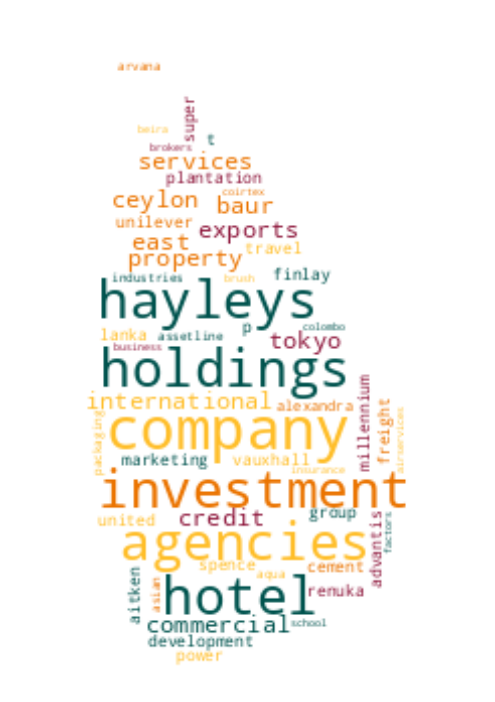 arvana
super
beira
t
brokers
services
plantation
coirtex
ceylon
baur
unilever
exports
east
travel
property
industries
brush
finlay
hayleys
p
colombo
lanka
assetline
tokyo
business
holdings
international
alexandra
millennium
freight
airservices
packaging
company
marketing
vauxhall
insurance
investment
united
credit
group
advantis
factors
agencies
spence
cement
aqua
aitken
asian
hotel
renuka
commercial
school
development
power